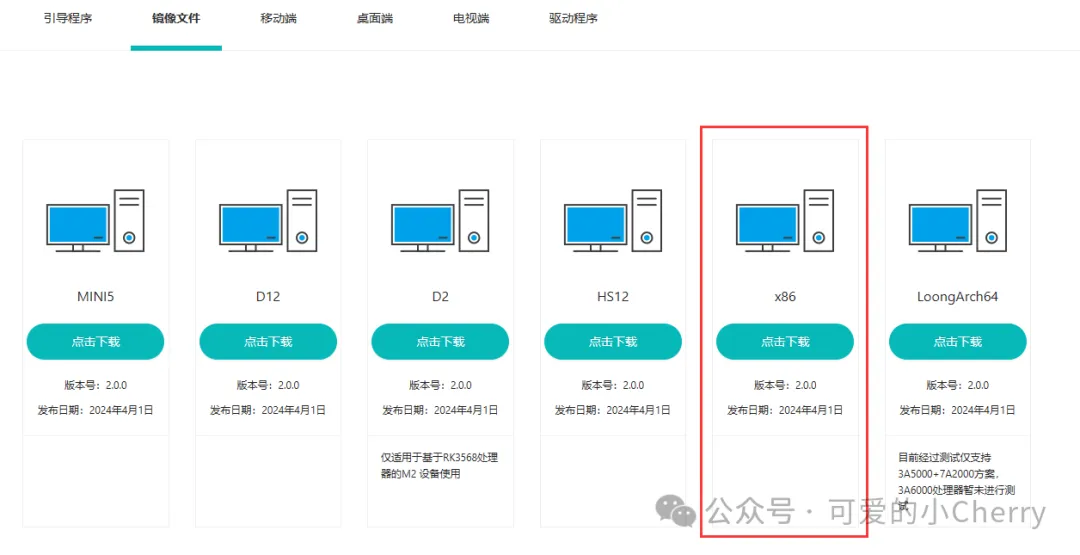 引导程序
镜像文件
移动端
桌面端
电视端
驱动程序
MINI5
点击下载
版本号：2.0.0
发布日期：2024年4月1日
D12
点击下载
版本号：2.0.0
发布日期：2024年4月1日
D2
点击下载
版本号：2.0.0
发布日期：2024年4月1日
仅适用于基于RK3568处理
器的M2 设备使用
HS12
点击下载
版本号：2.0.0
发布日期：2024年4月1日
x86
点击下载
版本号：2.0.0
发布日期：2024年4月1日
LoongArch64
点击下载
版本号：2.0.0
发布日期：2024年4月1日
目前经过测试仅支持
3A5000+7A2000方案，
3A6000处理器暂未进行测
试
公众号 · 可爱的小Cherry